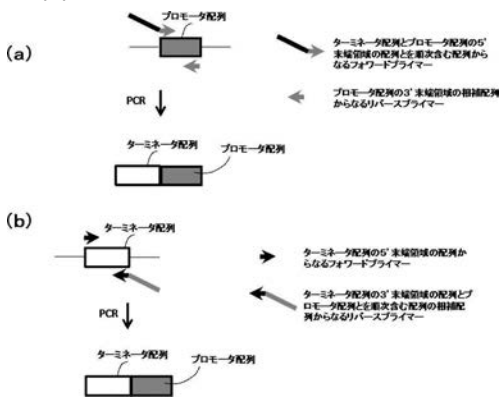 (a)
プロモータ配列
ターミネータ配列とプロモータ配列の5'
末端領域の配列とを順次含む配列から
なるフォワードプライマー
プロモータ配列の3'末端領域の相補配列
からなるリバースプライマー
PCR
ターミネータ配列
プロモータ配列
(b)
ターミネータ配列
ターミネータ配列の5'末端領域の配列か
らなるフォワードプライマー
ターミネータ配列の3'末端領域の配列とプ
ロモータ配列とを順次含む配列の相補配
列からなるリバースプライマー
PCR
ターミネータ配列
プロモータ配列